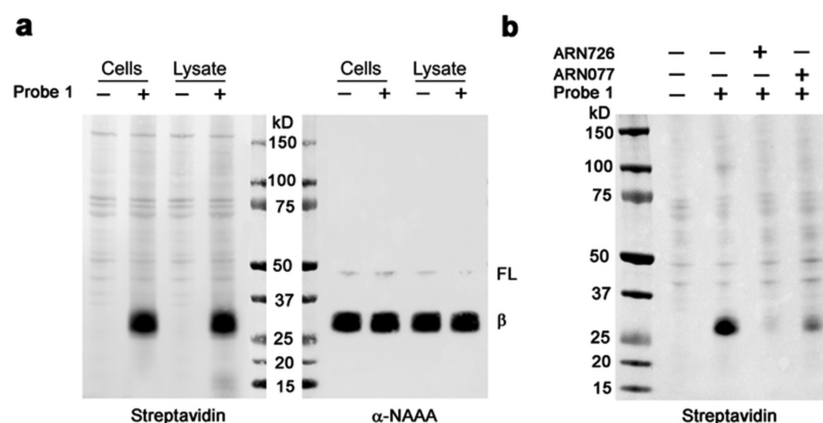 a
Cells Lysate
Probe 1 – + – +
kD
150
100
75
50
37
25
20
15
Streptavidin
Cells Lysate
– + – +
FL
β
α-NAAA
b
ARN726 – – + –
ARN077 – – – +
Probe 1 – + + +
kD
150
100
75
50
37
25
20
15
Streptavidin